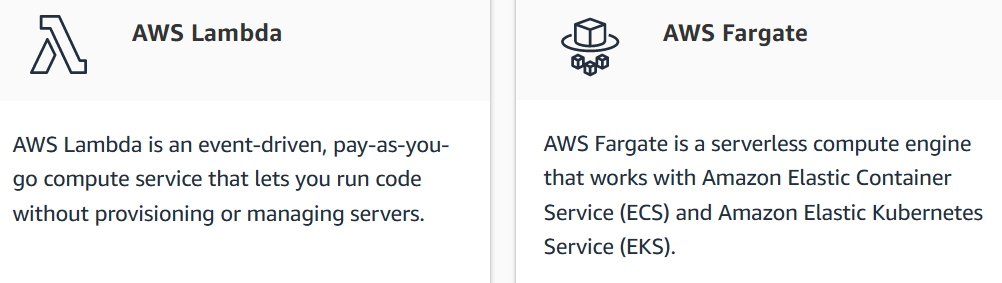 AWS Lambda
AWS Lambda is an event-driven, pay-as-you-
go compute service that lets you run code
without provisioning or managing servers.
AWS Fargate
AWS Fargate is a serverless compute engine
that works with Amazon Elastic Container
Service (ECS) and Amazon Elastic Kubernetes
Service (EKS).